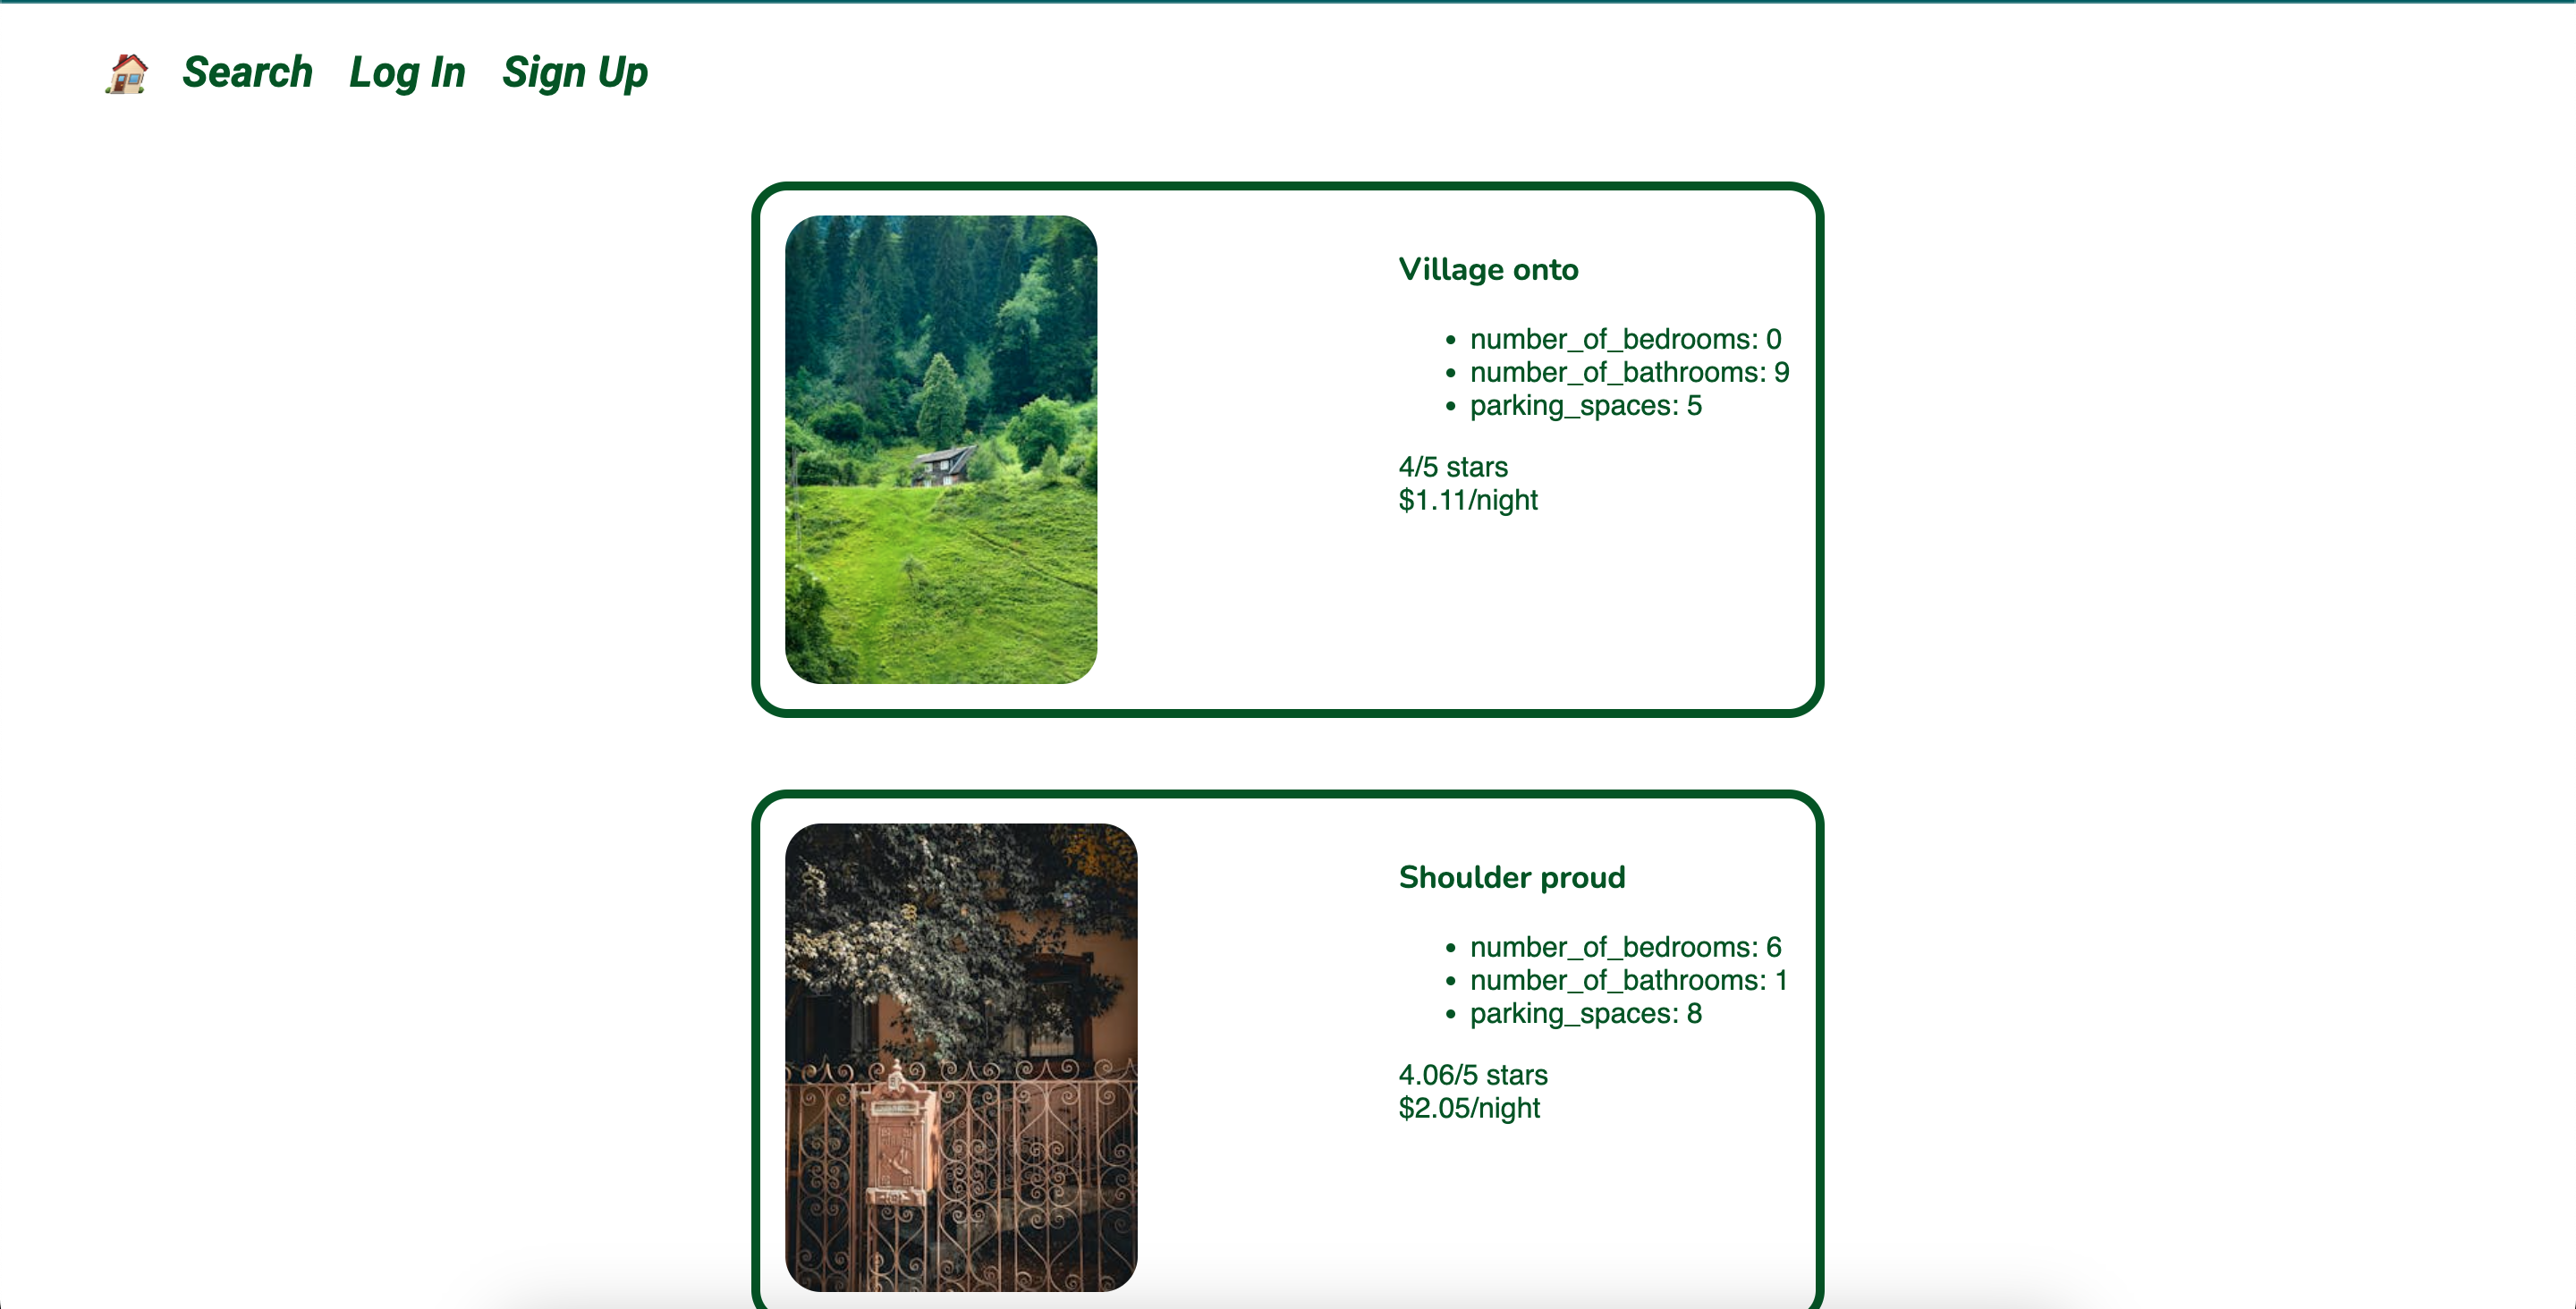 Search Log In Sign Up
Village onto
number_of_bedrooms: 0
number_of_bathrooms: 9
parking_spaces: 5
4/5 stars
$1.11/night
Shoulder proud
number_of_bedrooms: 6
number_of_bathrooms: 1
parking_spaces: 8
4.06/5 stars
$2.05/night